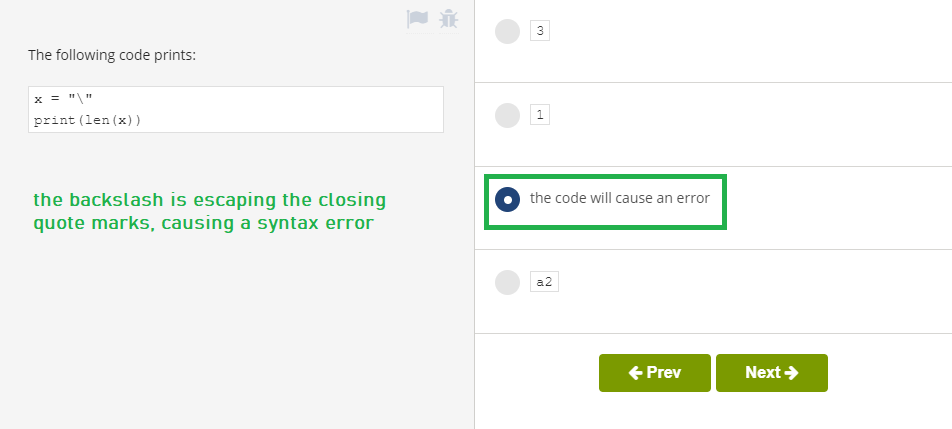 The following code prints:
x = "\"
print(len(x))
the backslash is escaping the closing
quote marks, causing a syntax error
3
1
the code will cause an error
a2
Prev
Next